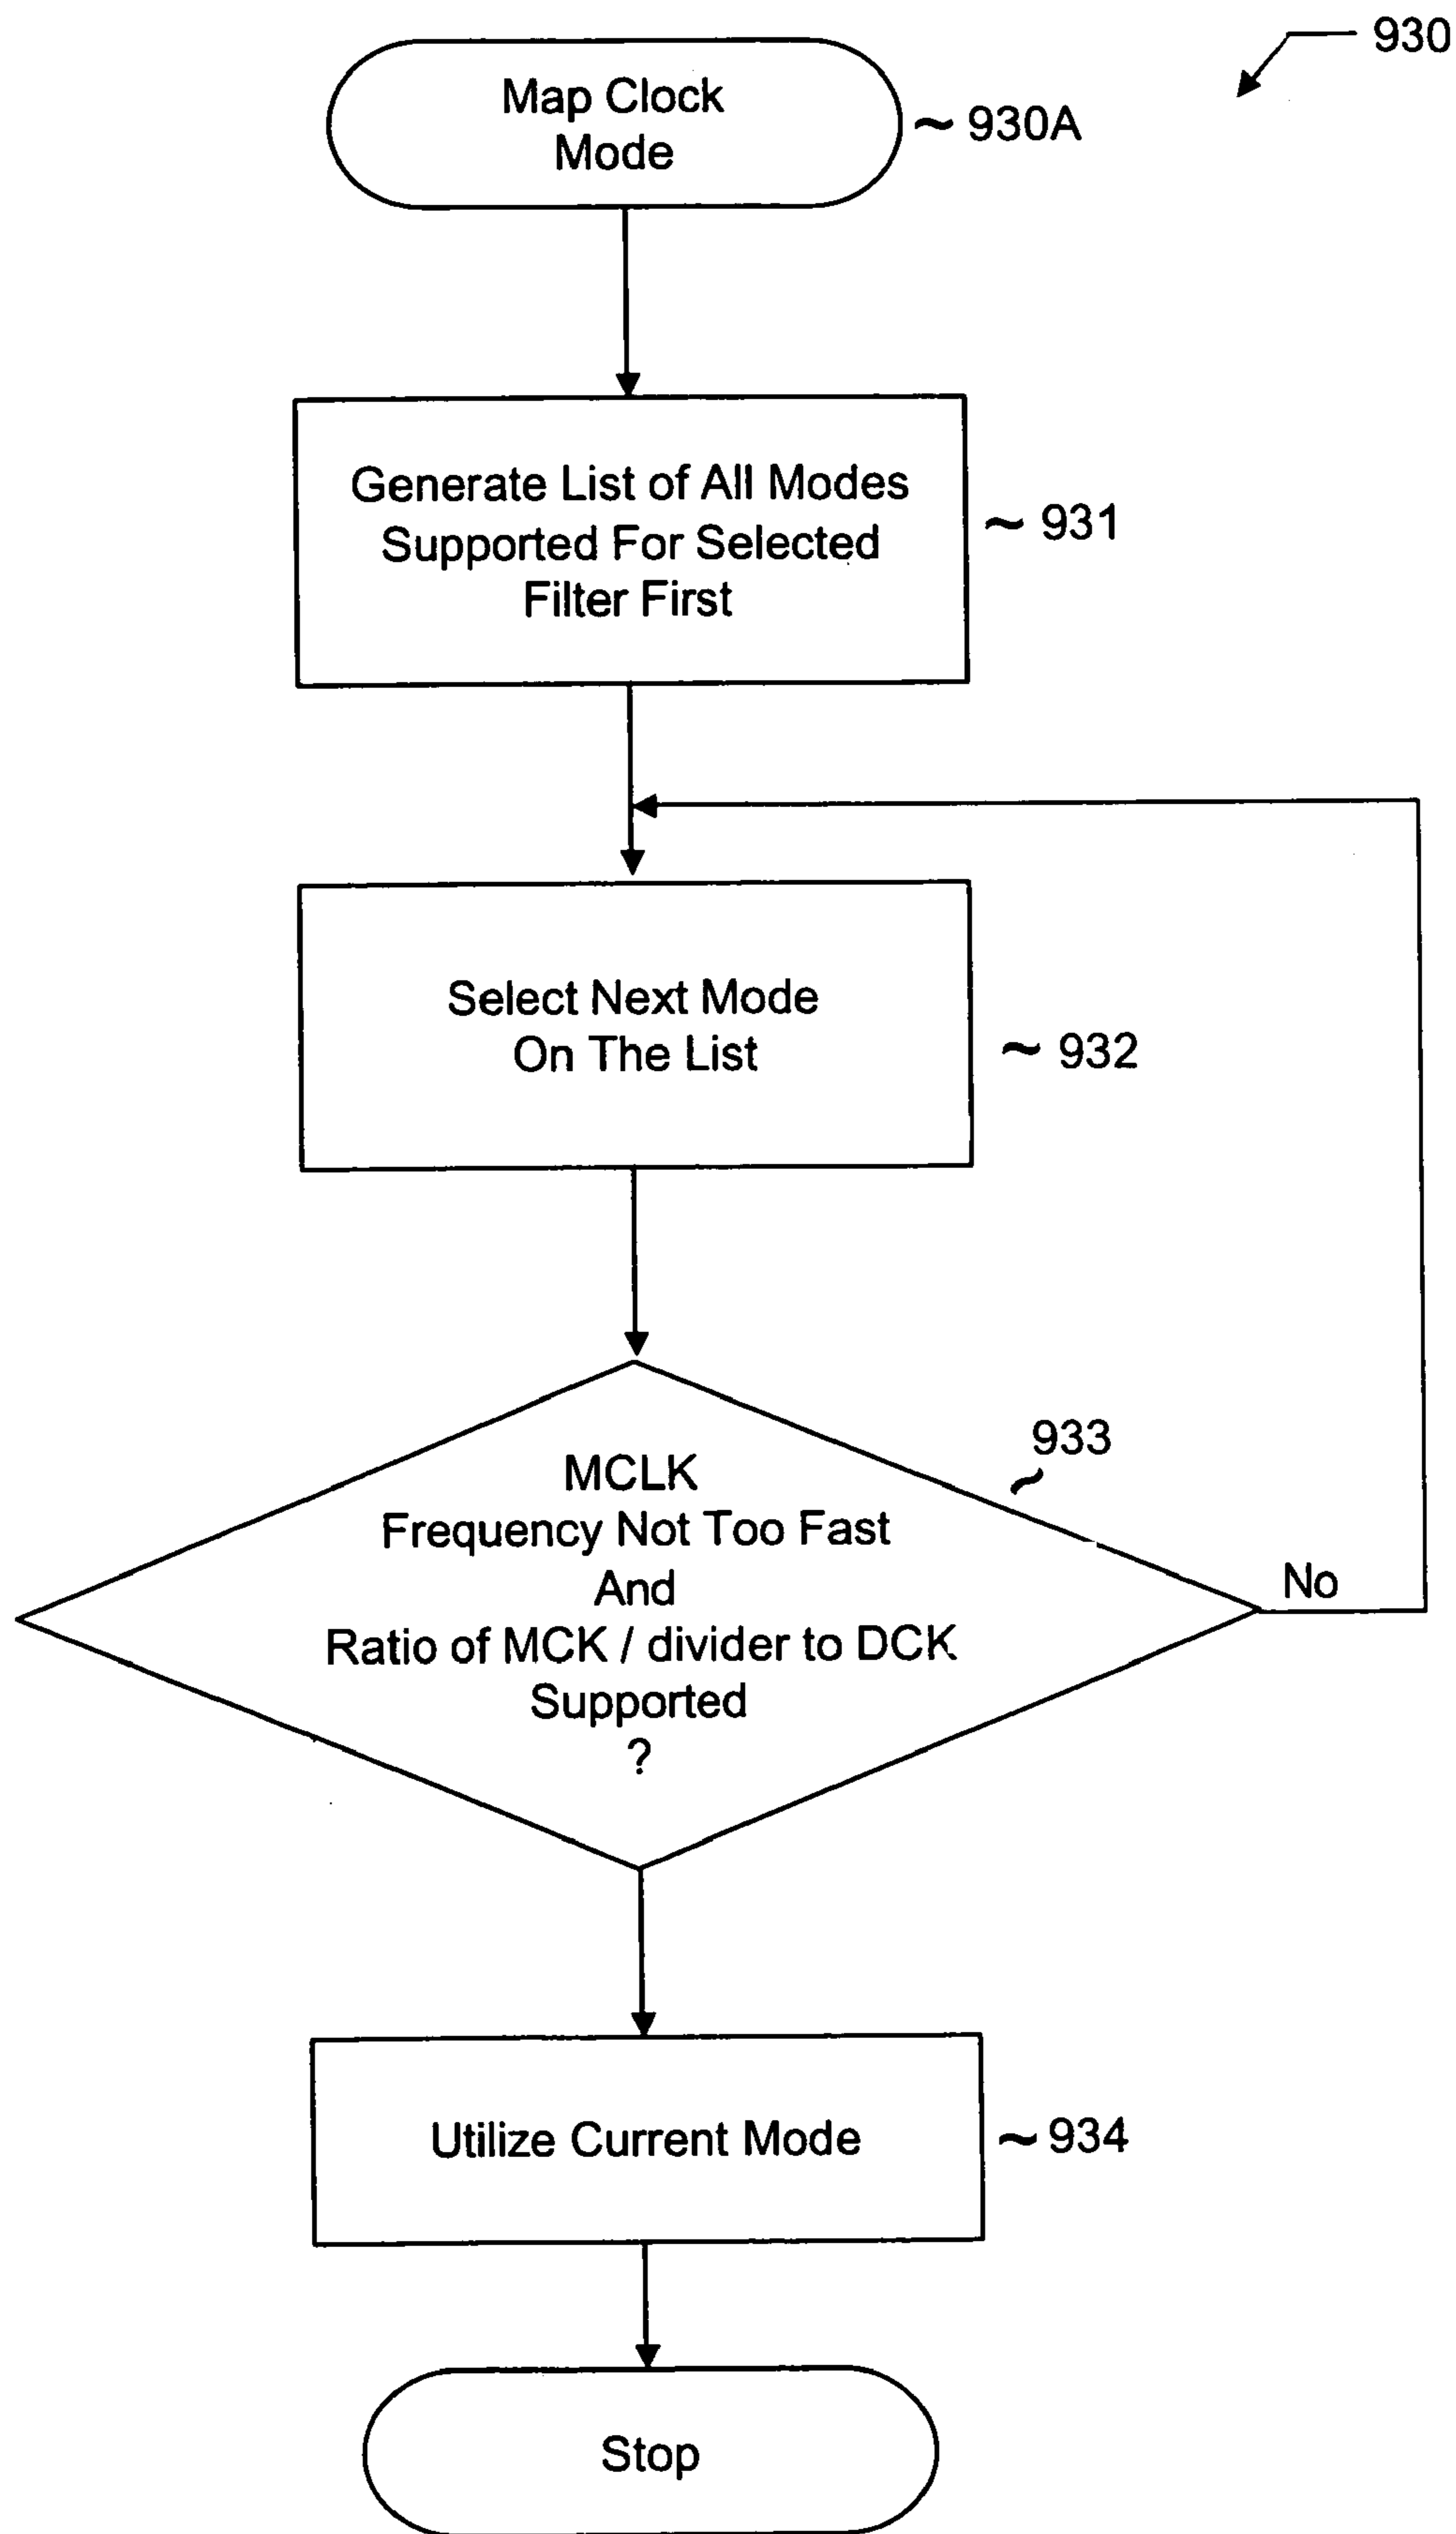 930
Map Clock
Mode
~ 930A
Generate List of All Modes
Supported For Selected
Filter First
~ 931
Select Next Mode
On The List
~ 932
933
~
MCLK
Frequency Not Too Fast
And
Ratio of MCK / divider to DCK
Supported
?
No
Utilize Current Mode
~ 934
Stop